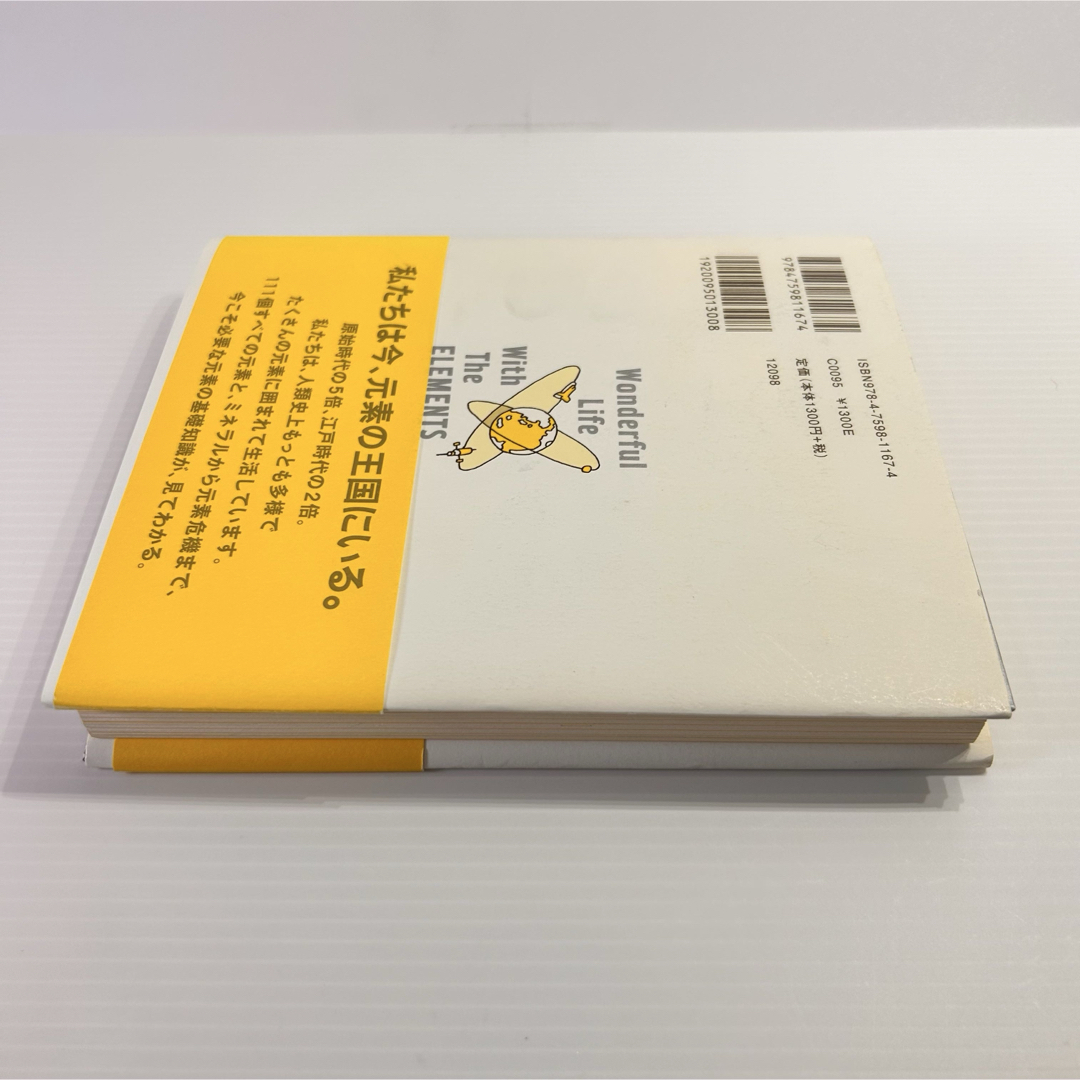 9784759811674
1920095013008
ISBN978-4-7598-1167-4
C0095 ¥1300E
定価(本体1300円+税)
12098
Wonderful
Life
With
The
ELEMENTS
私たちは今、元素の王国にいる。
原始時代の5倍、江戸時代の2倍。
私たちは、人類史上もっとも多様で
たくさんの元素に囲まれて生活しています。
111個すべての元素と、ミネラルから元素危機まで、
今こそ必要な元素の基礎知識が、見てわかる。